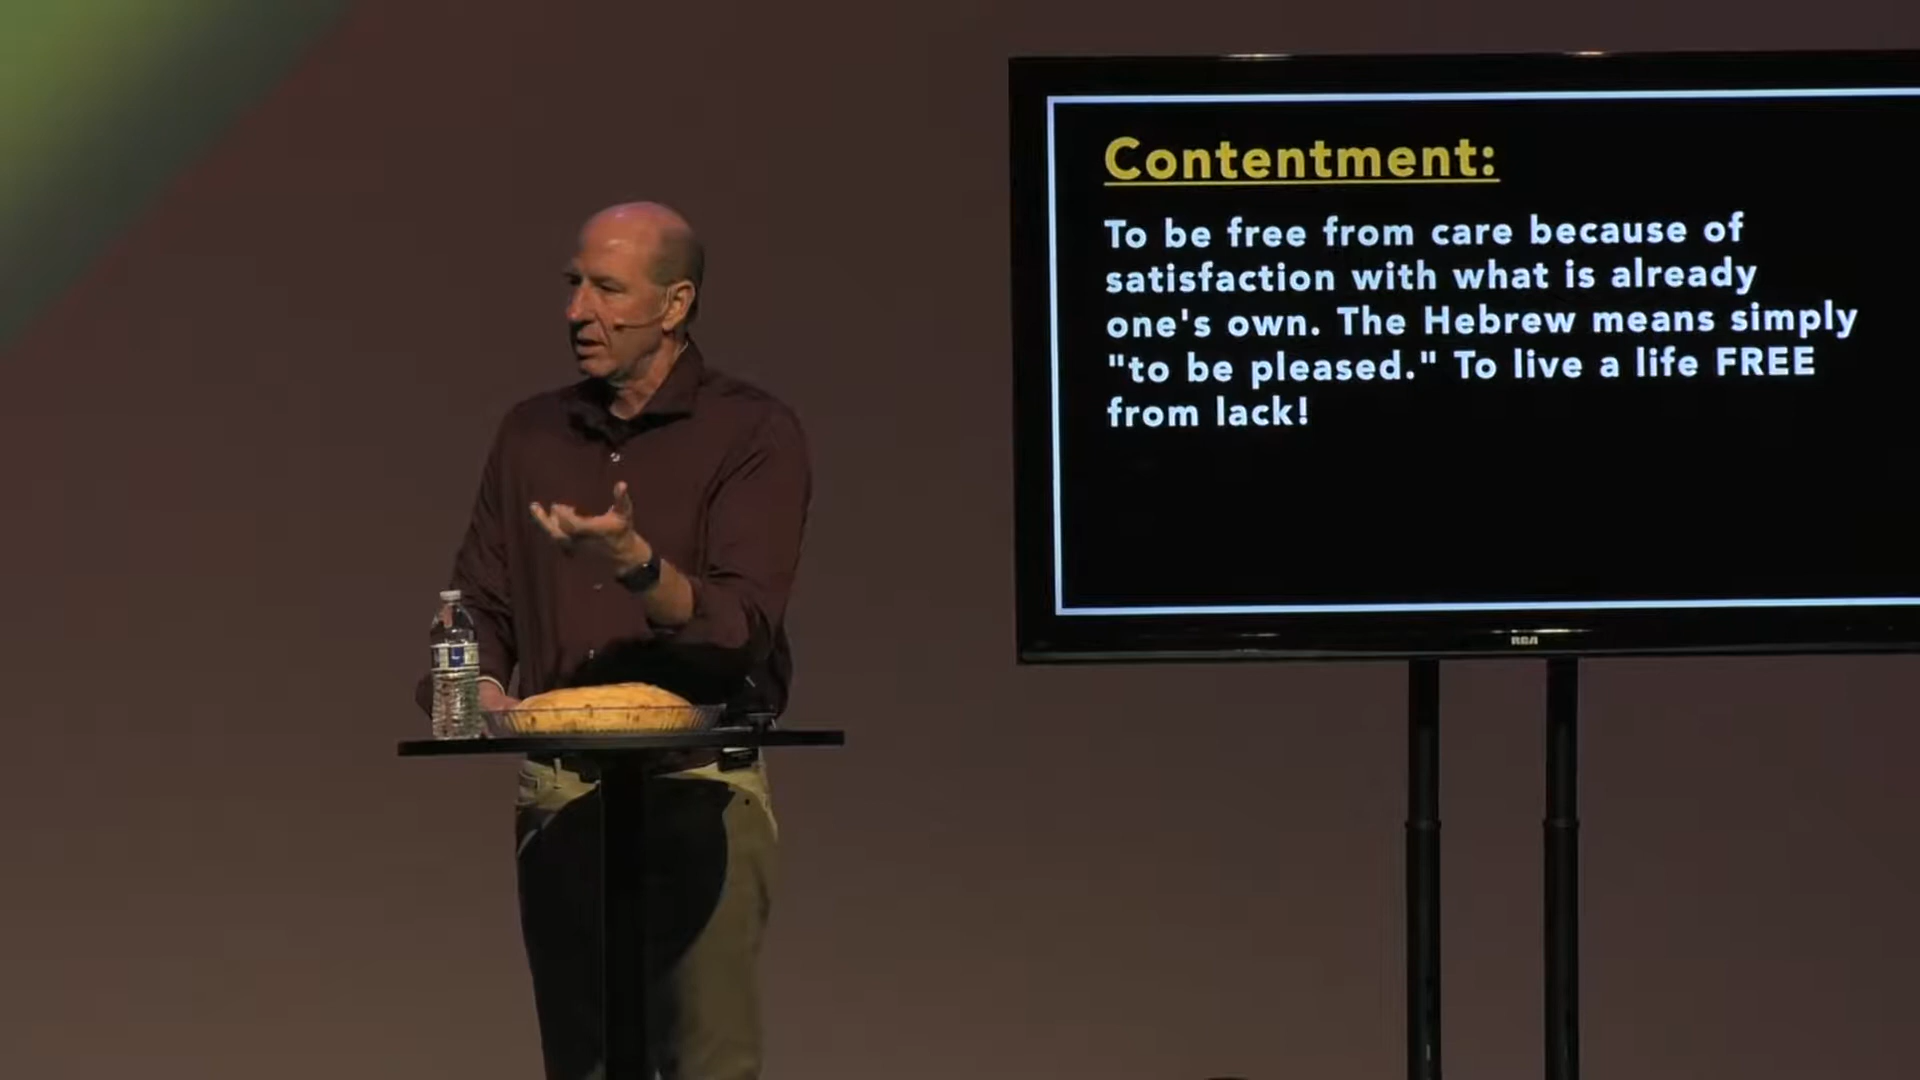 Contentment:
To be free from care because of
satisfaction with what is already
one's own. The Hebrew means simply
"to be pleased." To live a life FREE
from lack!
RCA